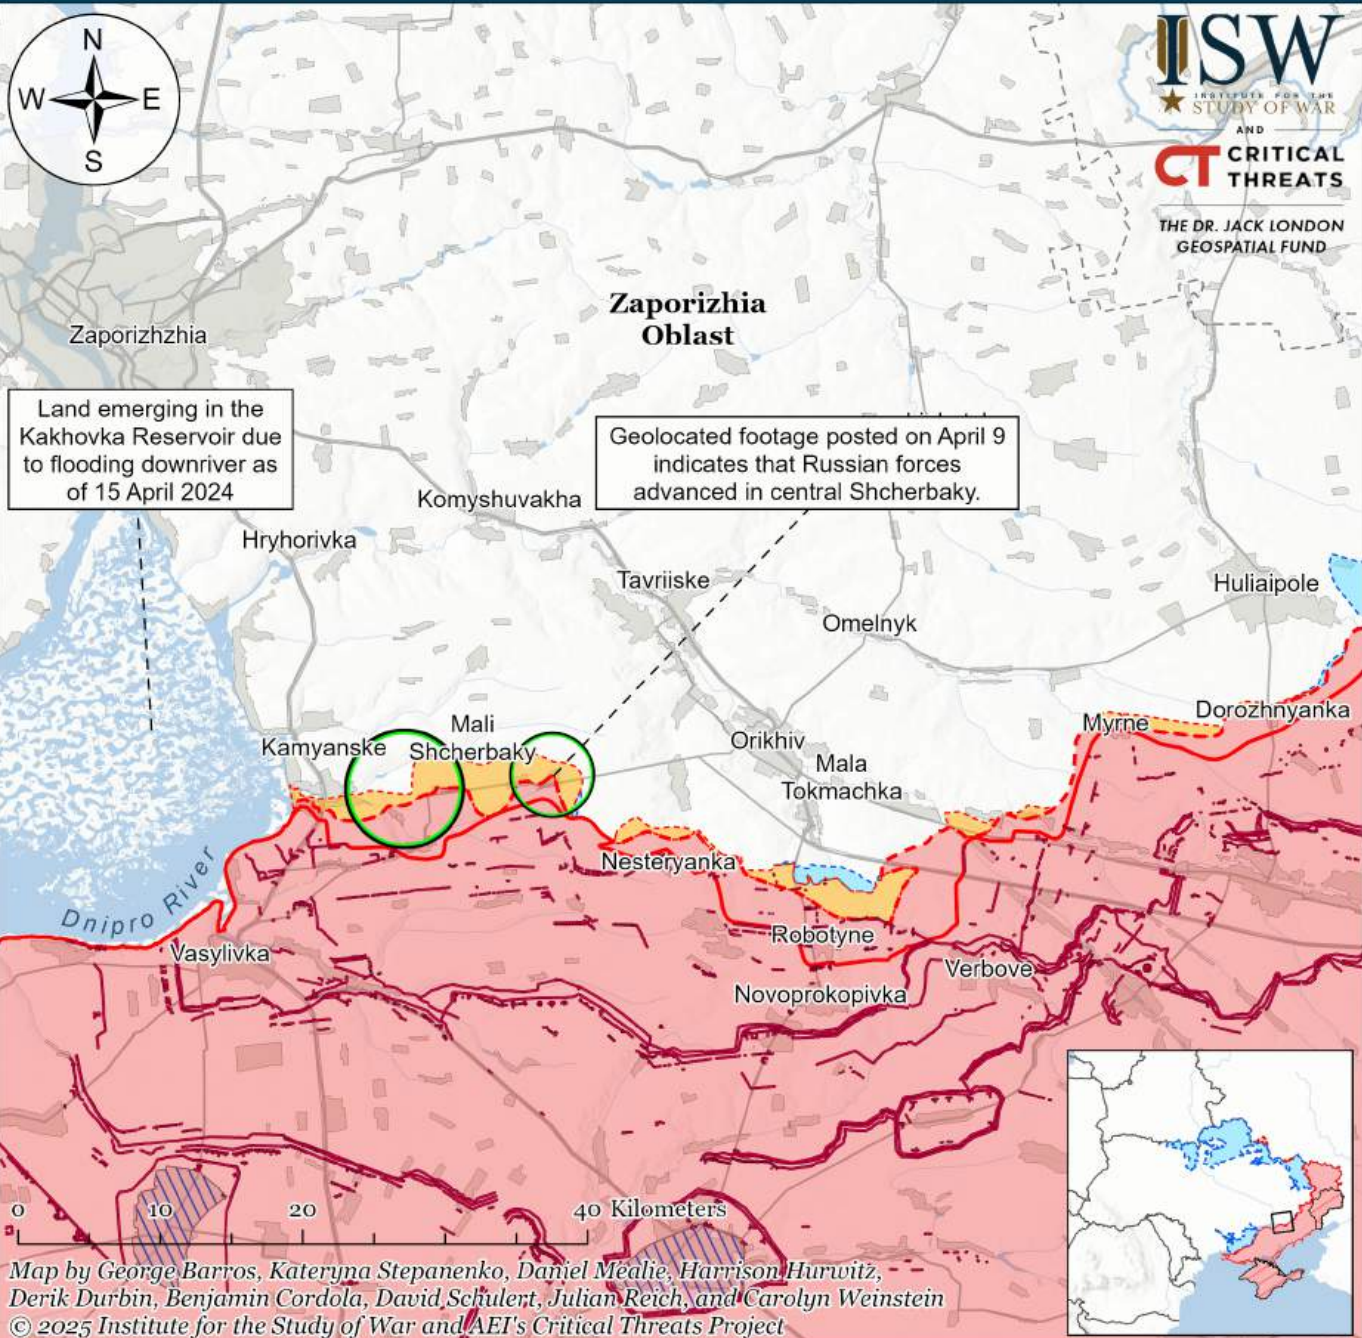 N
W
E
S
ISW
INSTITUTE FOR THE
STUDY OF WAR
AND
CT CRITICAL
THREATS
THE DR. JACK LONDON
GEOSPATIAL FUND
Zaporizhia
Oblast
Zaporizhzhia
Land emerging in the
Kakhovka Reservoir due
to flooding downriver as
of 15 April 2024
Geolocated footage posted on April 9
indicates that Russian forces
advanced in central Shcherbaky.
Komyshuvakha
Hryhorivka
Tavriiske
Huliaipole
Omelnyk
Kamyanske
Mali
Shcherbaky
Orikhiv
Mala
Tokmachka
Myrne
Dorozhnyanka
Nesteryanka
Dnipro River
Vasylivka
Robotyne
Verbove
Novoprokopivka
0 10 20 40 Kilometers
Map by George Barros, Kateryna Stepanenko, Daniel Mealie, Harrison Hurwitz,
Derik Durbin, Benjamin Cordola, David Schulert, Julian Reich, and Carolyn Weinstein
© 2025 Institute for the Study of War and AEI's Critical Threats Project